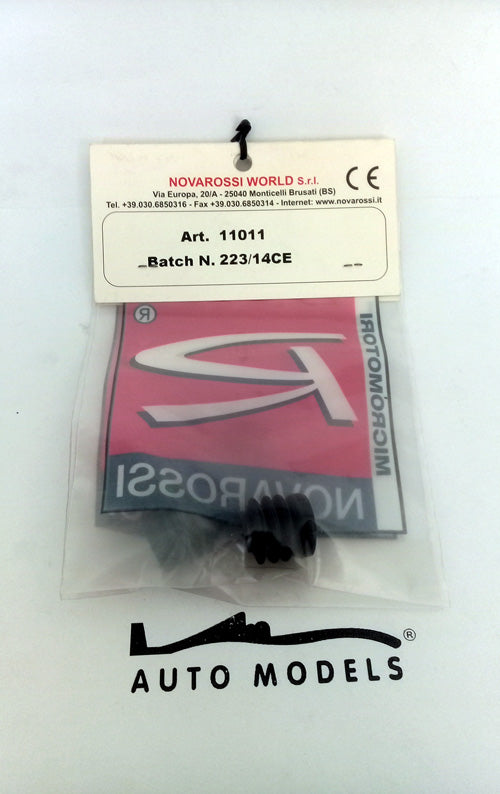 NOVAROSSI WORLD S.r.l.
CE
Via Europa, 20/A - 25040 Monticelli Brusati (BS)
Tel. +39.030.6850316 - Fax +39.030.6850314 - Internet: www.novarossi.it
Art. 11011
Batch N. 223/14CE
®
MICROMOTORI
NOVAROSSI
®
AUTO MODELS